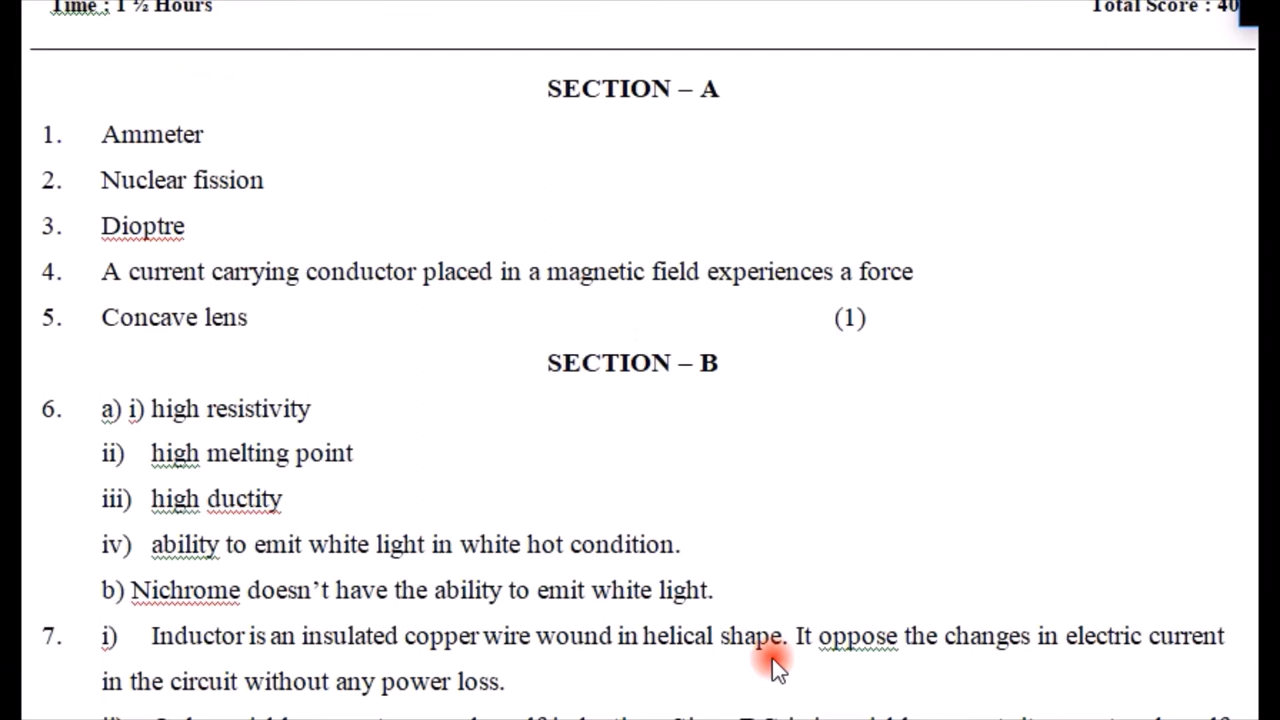 Time : 1 ½ Hours Total Score : 40
SECTION – A
1. Ammeter
2. Nuclear fission
3. Dioptre
4. A current carrying conductor placed in a magnetic field experiences a force
5. Concave lens (1)
SECTION – B
6. a) i) high resistivity
ii) high melting point
iii) high ductity
iv) ability to emit white light in white hot condition.
b) Nichrome doesn’t have the ability to emit white light.
7. i) Inductor is an insulated copper wire wound in helical shape. It oppose the changes in electric current
in the circuit without any power loss.